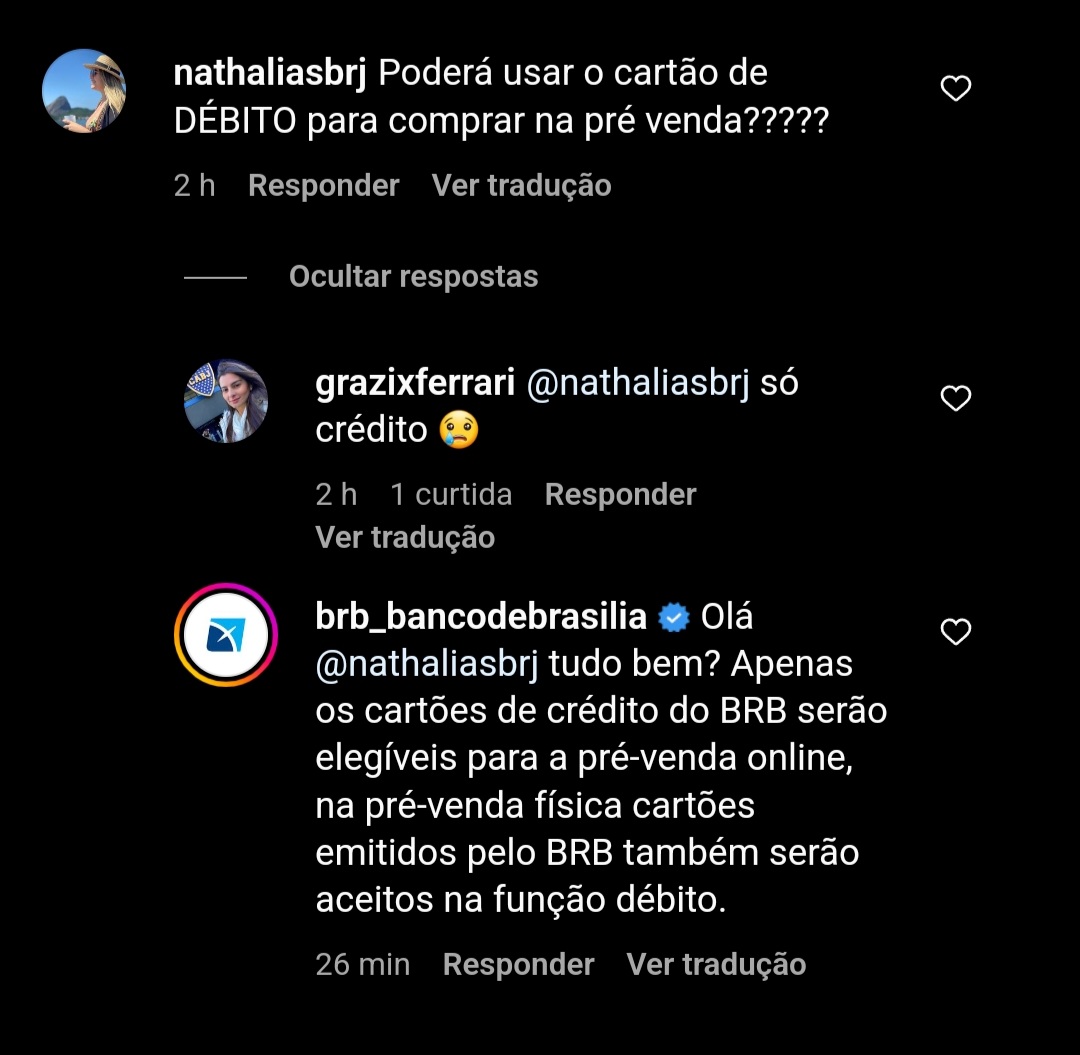 nathaliasbrj Poderá usar o cartão de
DÉBITO para comprar na pré venda?????
2 h Responder Ver tradução
Ocultar respostas
CABJ
grazixferrari @nathaliasbrj só
crédito 😢
2 h 1 curtida Responder
Ver tradução
brb_bancodebrasilia Olá
@nathaliasbrj tudo bem? Apenas
os cartões de crédito do BRB serão
elegíveis para a pré-venda online,
na pré-venda física cartões
emitidos pelo BRB também serão
aceitos na função débito.
26 min Responder Ver tradução